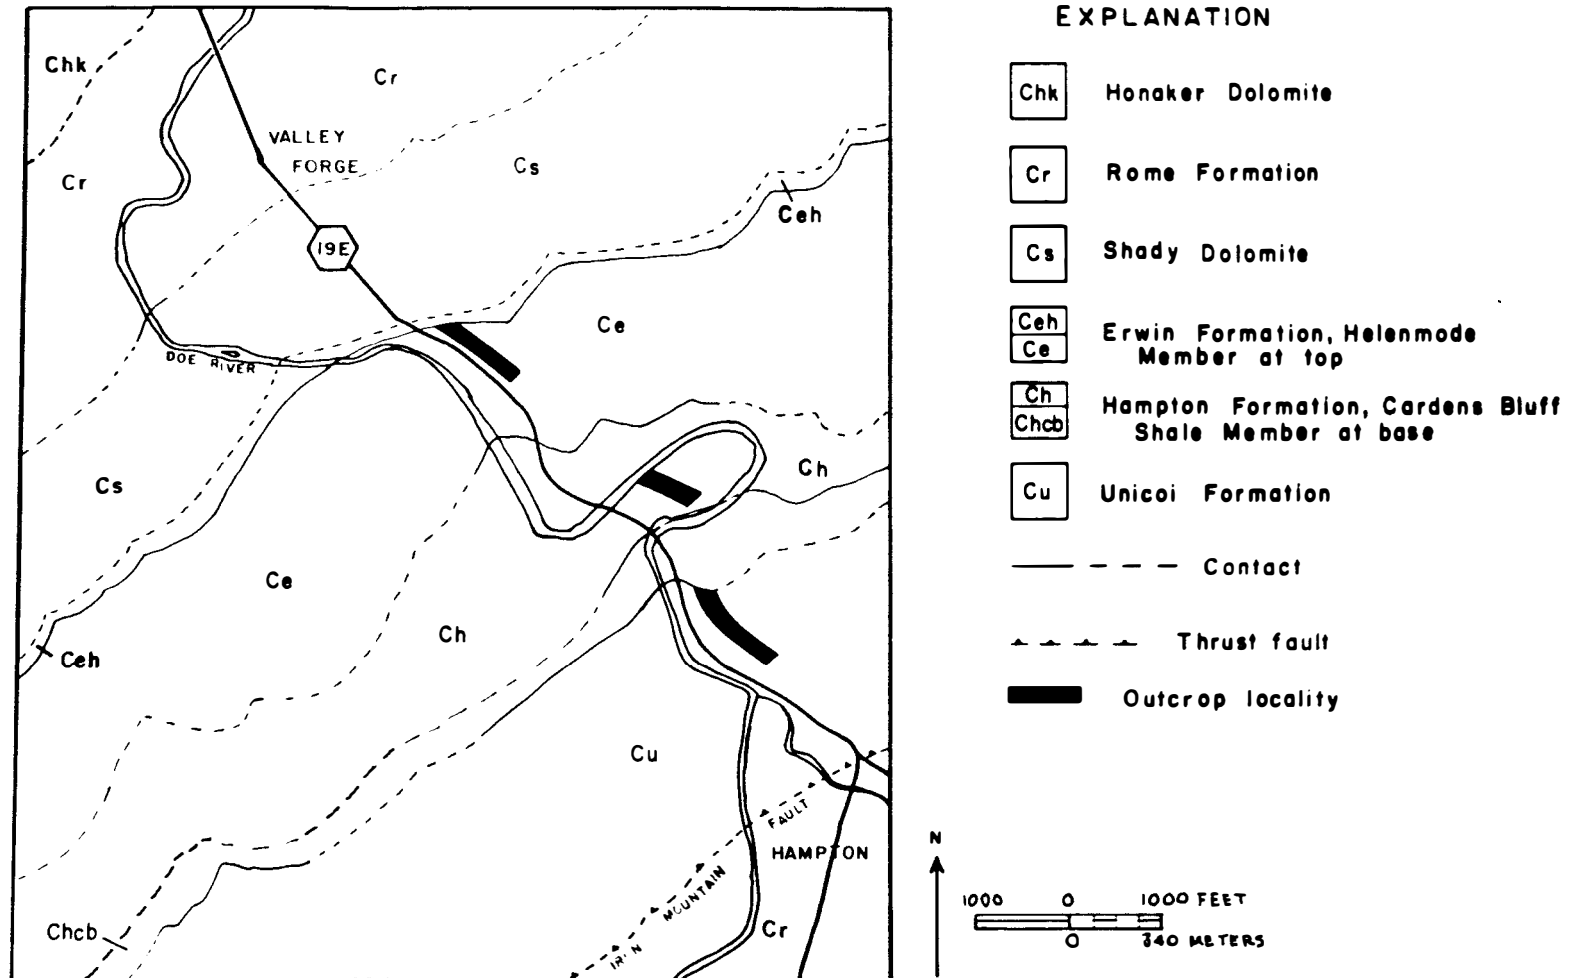 EXPLANATION
Chk
Honaker Dolomite
Cr
Rome Formation
Cs
Shady Dolomite
Ceh
Ce
Erwin Formation, Helenmode
Member at top
Ch
Chcb
Hampton Formation, Cardens Bluff
Shale Member at base
Cu
Unicoi Formation
Contact
Thrust fault
Outcrop locality
N
1000 0 1000 FEET
0 340 METERS
Chk
Cr
VALLEY
FORGE
Cs
Cr
Ceh
19E
Ce
DOE RIVER
Ch
Cs
Ce
Ch
Ceh
Cu
IRON MOUNTAIN FAULT
HAMPTON
Chcb
Cr